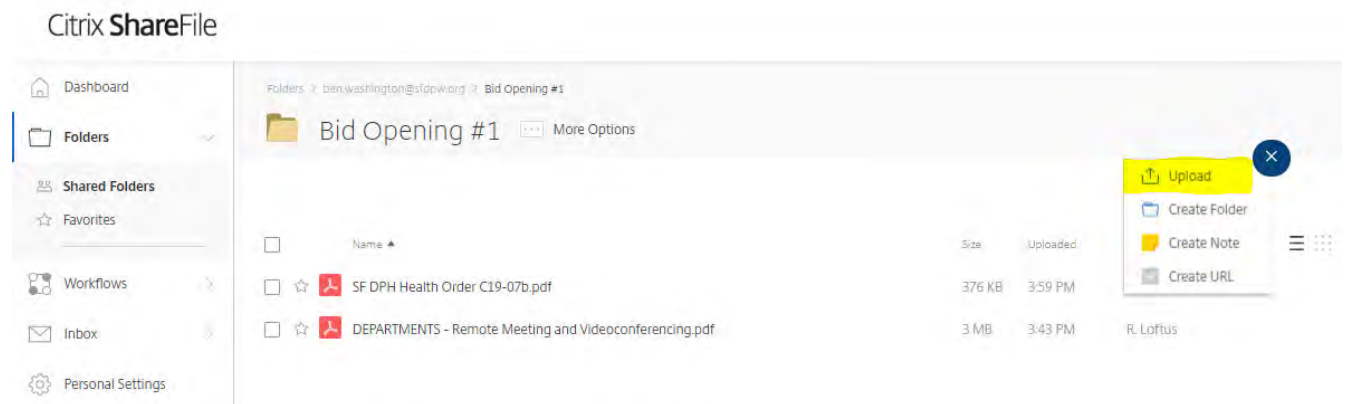 Citrix ShareFile
Dashboard
Folders
Shared Folders
Favorites
Workflows
Inbox
Personal Settings
Folders > ben.washington@sfdpw.org > Bid Opening #1
Bid Opening #1 ··· More Options
Upload
Create Folder
Create Note
Create URL
Name Size Uploaded
SF DPH Health Order C19-07b.pdf 376 KB 3:59 PM
DEPARTMENTS - Remote Meeting and Videoconferencing.pdf 3 MB 3:43 PM R. Loftus